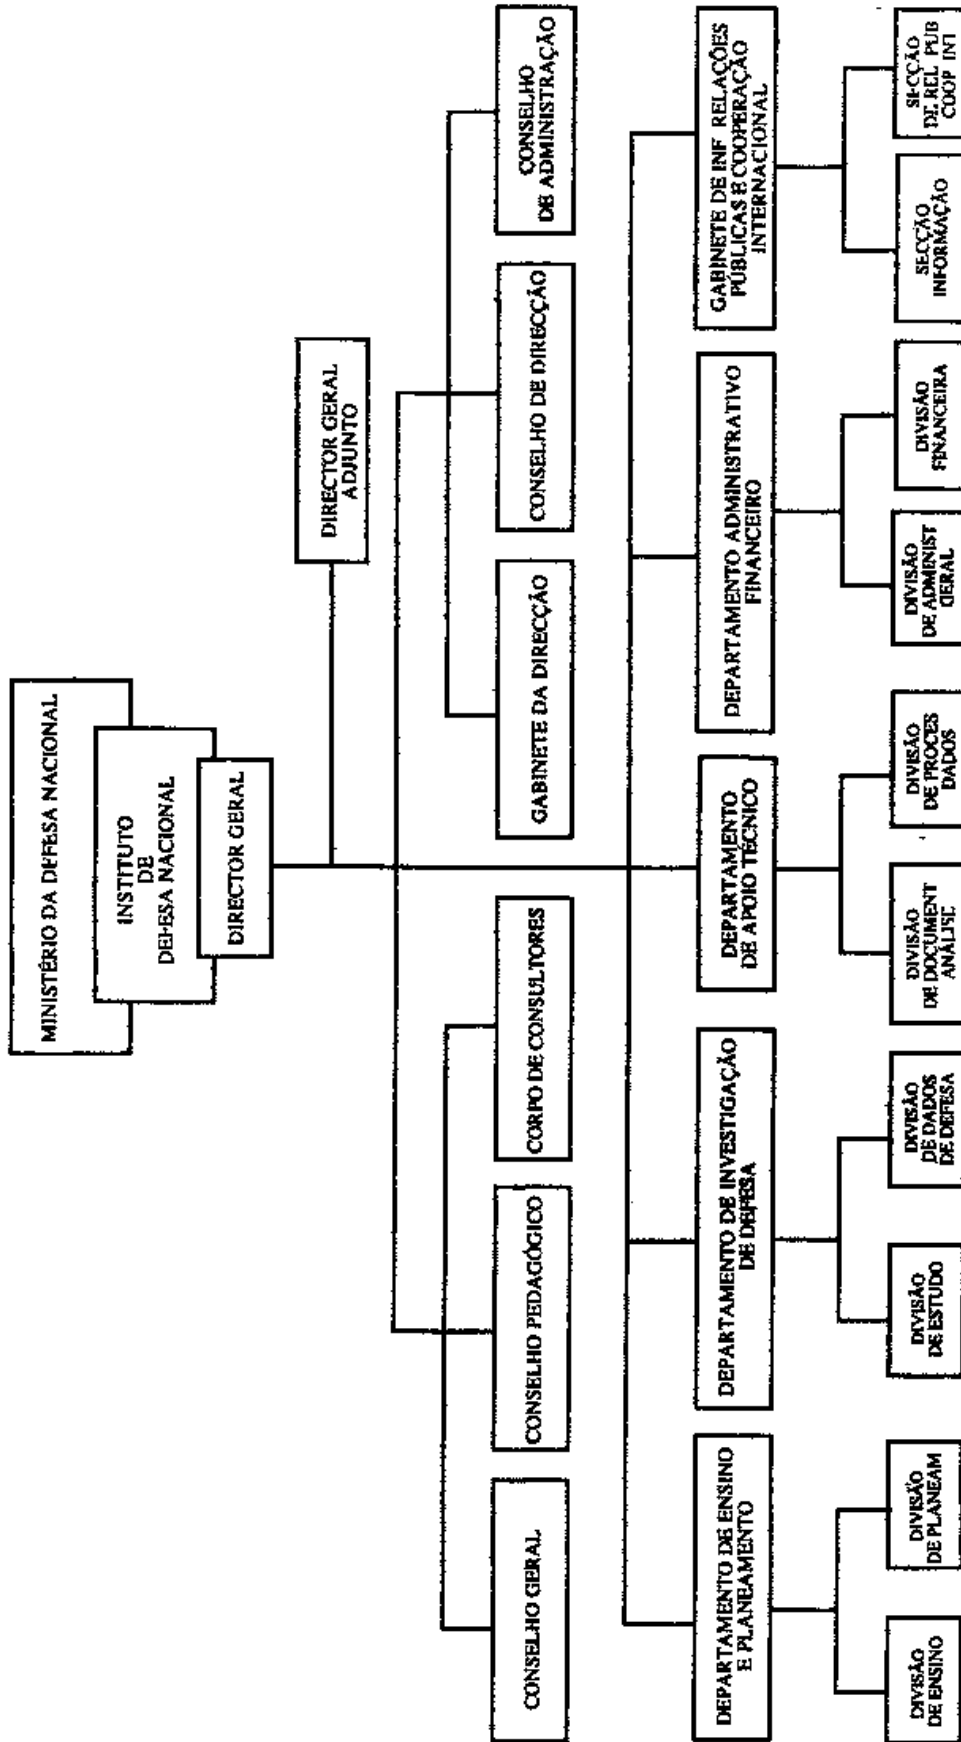 MINISTÉRIO DA DEFESA NACIONAL
INSTITUTO
DE
DEFESA NACIONAL
DIRECTOR GERAL
DIRECTOR GERAL
ADJUNTO
CONSELHO GERAL
CONSELHO PEDAGÓGICO
CORPO DE CONSULTORES
GABINETE DA DIRECÇÃO
CONSELHO DE DIRECÇÃO
CONSELHO
DE ADMINISTRAÇÃO
DEPARTAMENTO DE ENSINO
E PLANEAMENTO
DEPARTAMENTO DE INVESTIGAÇÃO
DE DEFESA
DEPARTAMENTO
DE APOIO TÉCNICO
DEPARTAMENTO ADMINISTRATIVO
FINANCEIRO
GABINETE DE INF RELAÇÕES
PÚBLICAS E COOPERAÇÃO
INTERNACIONAL
DIVISÃO
DE ENSINO
DIVISÃO
DE PLANEAM
DIVISÃO
DE ESTUDO
DIVISÃO
DE DADOS
DE DEFESA
DIVISÃO
DE DOCUMENT
ANÁLISE
DIVISÃO
DE PROCES
DADOS
DIVISÃO
DE ADMINIST
GERAL
DIVISÃO
FINANCEIRA
SECÇÃO
INFORMAÇÃO
SECÇÃO
DE REL PUB
COOP INT